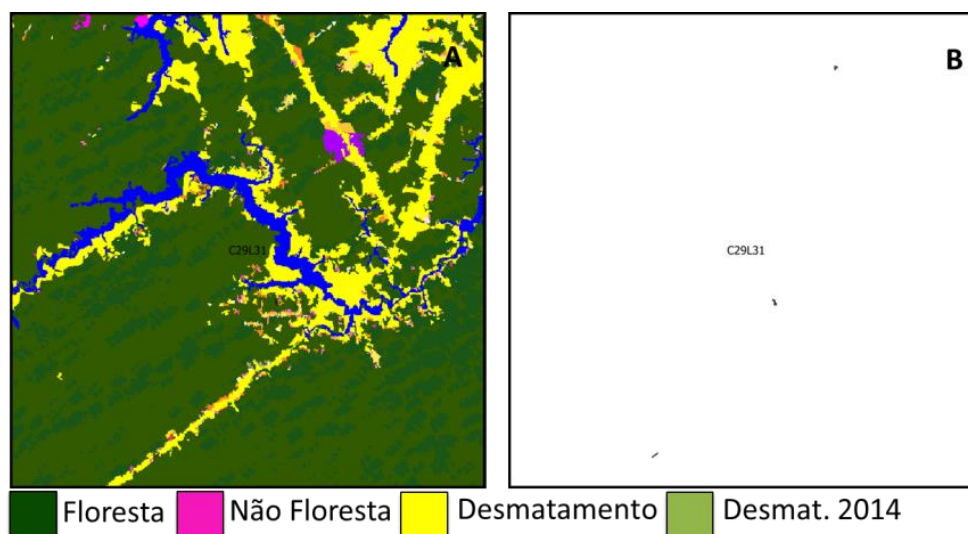 A
B
C29L31
C29L31
Floresta
Não Floresta
Desmatamento
Desmat. 2014